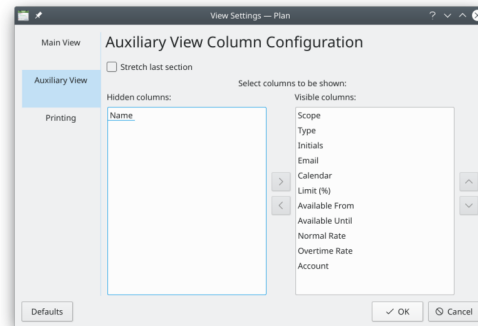 View Settings — Plan
Main View
Auxiliary View
Printing
Auxiliary View Column Configuration
Stretch last section
Select columns to be shown:
Hidden columns:
Visible columns:
Name
Scope
Type
Initials
Email
Calendar
Limit (%)
Available From
Available Until
Normal Rate
Overtime Rate
Account
Defaults
OK
Cancel